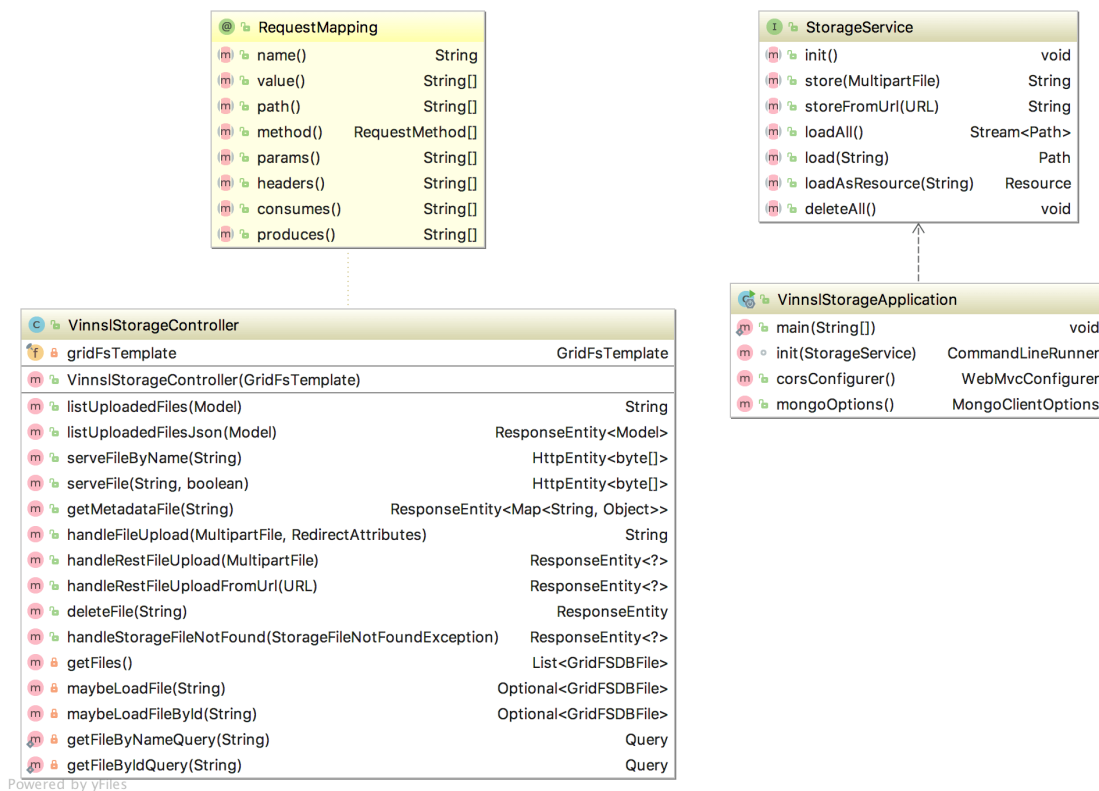 @ RequestMapping
m name() String
m value() String[]
m path() String[]
m method() RequestMethod[]
m params() String[]
m headers() String[]
m consumes() String[]
m produces() String[]
I StorageService
m init() void
m store(MultipartFile) String
m storeFromUrl(URL) String
m loadAll() Stream<Path>
m load(String) Path
m loadAsResource(String) Resource
m deleteAll() void
C VinnslStorageController
f gridFsTemplate GridFsTemplate
m VinnslStorageController(GridFsTemplate)
m listUploadedFiles(Model) String
m listUploadedFilesJson(Model) ResponseEntity<Model>
m serveFileByName(String) HttpEntity<byte[]>
m serveFile(String, boolean) HttpEntity<byte[]>
m getMetadataFile(String) ResponseEntity<Map<String, Object>>
m handleFileUpload(MultipartFile, RedirectAttributes) String
m handleRestFileUpload(MultipartFile) ResponseEntity<?>
m handleRestFileUploadFromUrl(URL) ResponseEntity<?>
m deleteFile(String) ResponseEntity
m handleStorageFileNotFound(StorageFileNotFoundException) ResponseEntity<?>
m getFiles() List<GridFSDBFile>
m maybeLoadFile(String) Optional<GridFSDBFile>
m maybeLoadFileById(String) Optional<GridFSDBFile>
m getFileByNameQuery(String) Query
m getFileByIdQuery(String) Query
C VinnslStorageApplication
m main(String[]) void
m init(StorageService) CommandLineRunner
m corsConfigurer() WebMvcConfigurer
m mongoOptions() MongoClientOptions
Powered by yFiles